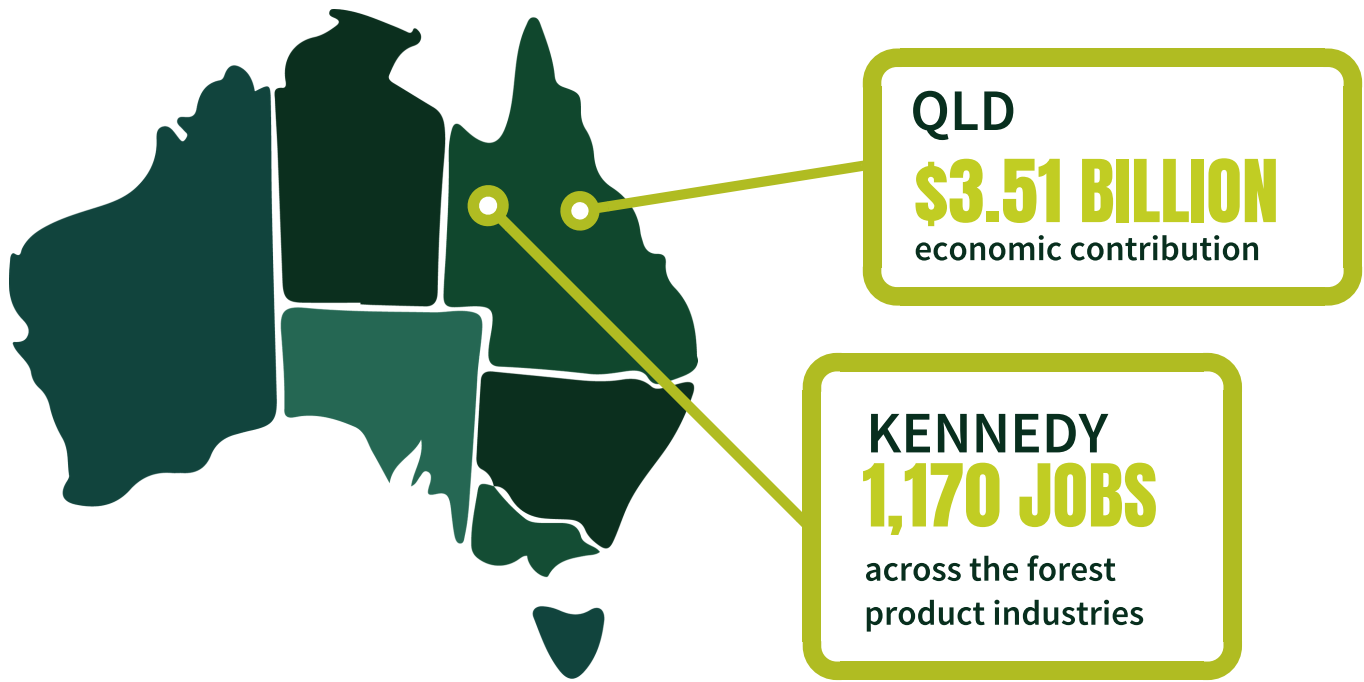 QLD
$3.51 BILLION
economic contribution
KENNEDY
1,170 JOBS
across the forest
product industries